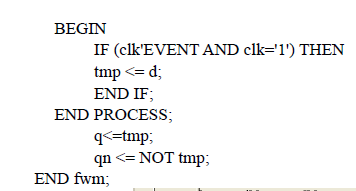 BEGIN
IF (clk'EVENT AND clk='1') THEN
tmp <= d;
END IF;
END PROCESS;
q<=tmp;
qn <= NOT tmp;
END fwm;